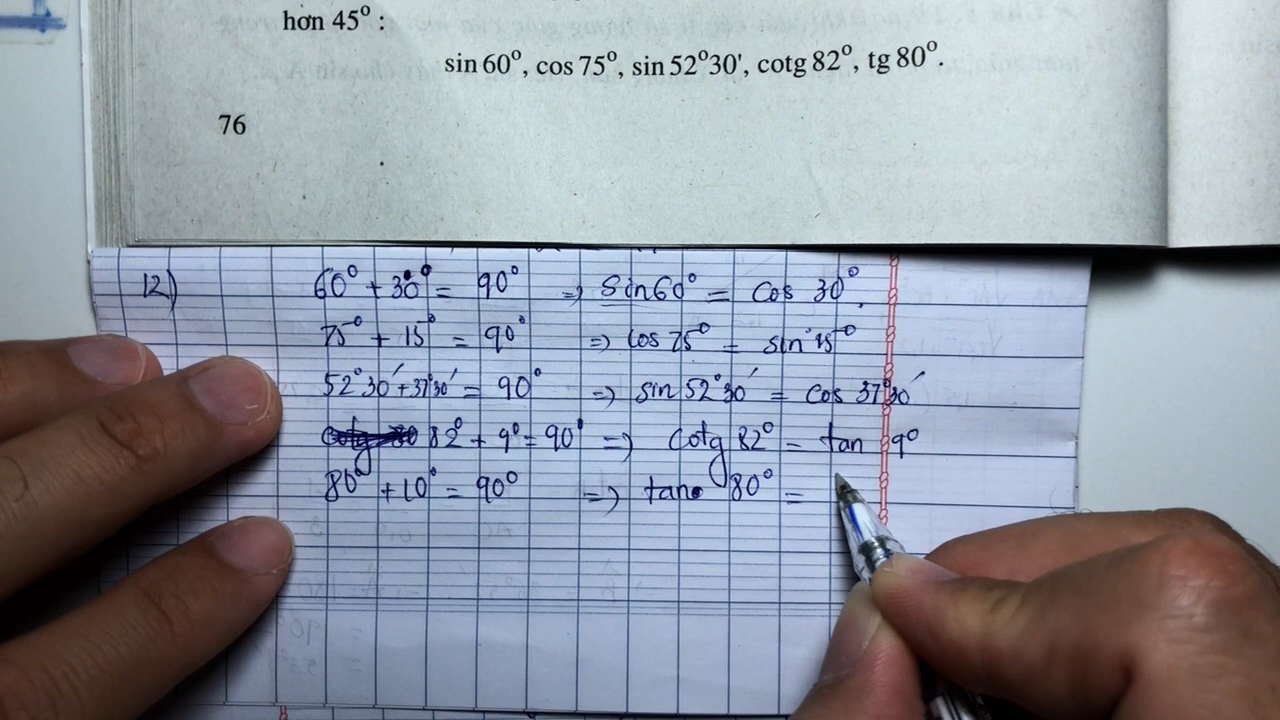 hơn 45° :
sin 60°, cos 75°, sin 52°30', cotg 82°, tg 80°.
76
12) 60° + 30° = 90° => sin 60° = cos 30°.
75° + 15° = 90° => cos 75° = sin 15°
52°30' + 37°30' = 90° => sin 52°30' = cos 37°30'
82° + 9° = 90° => cotg 82° = tan 9°
80° + 10° = 90° => tan 80° =